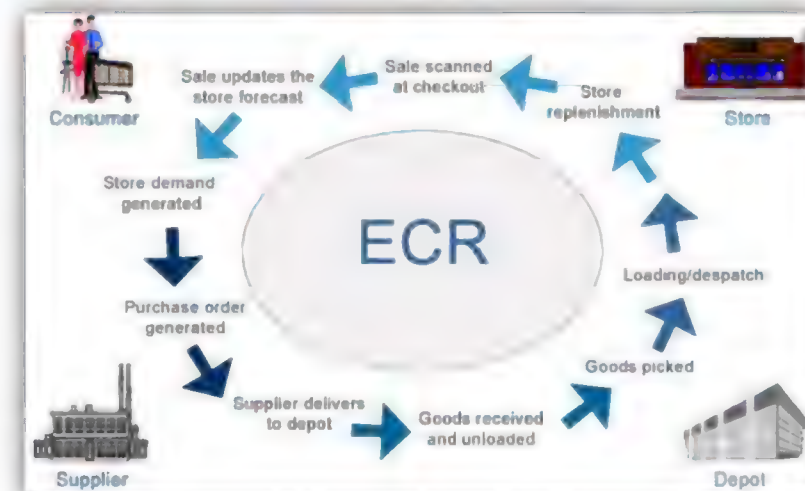 Consumer
Sale updates the
store forecast
Sale scanned
at checkout
Store
replenishment
Store
Store demand
generated
ECR
Loading/despatch
Purchase order
generated
Goods picked
Supplier delivers
to depot
Goods received
and unloaded
Supplier
Depot